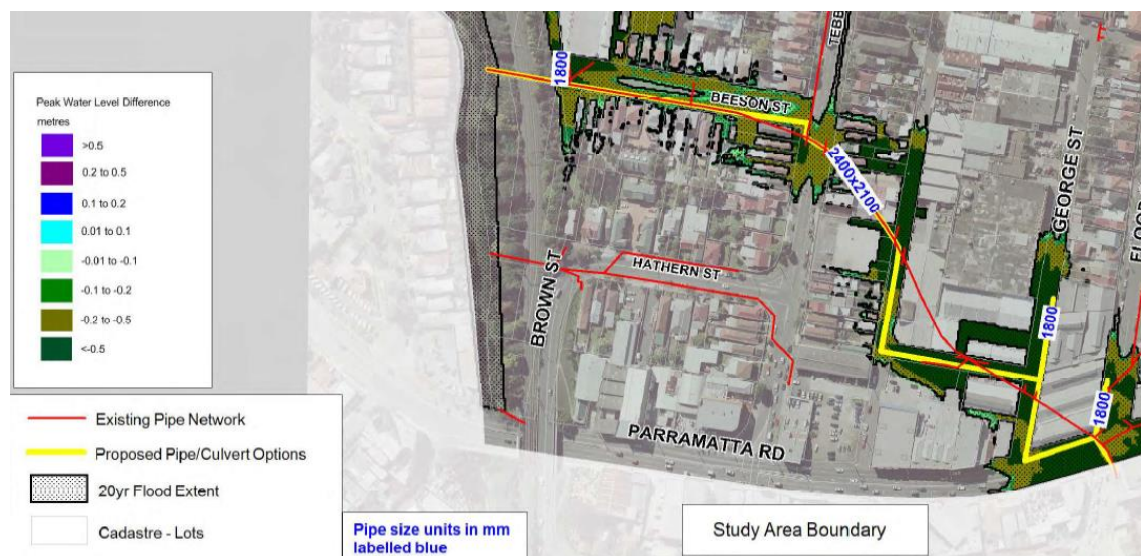 Peak Water Level Difference
metres
>0.5
0.2 to 0.5
0.1 to 0.2
0.01 to 0.1
-0.01 to -0.1
-0.1 to -0.2
-0.2 to -0.5
<-0.5
Existing Pipe Network
Proposed Pipe/Culvert Options
20yr Flood Extent
Cadastre - Lots
Pipe size units in mm
labelled blue
Study Area Boundary
1800
BEESON ST
2400x2100
GEORGE ST
HATHERN ST
BROWN ST
1800
1800
PARRAMATTA RD